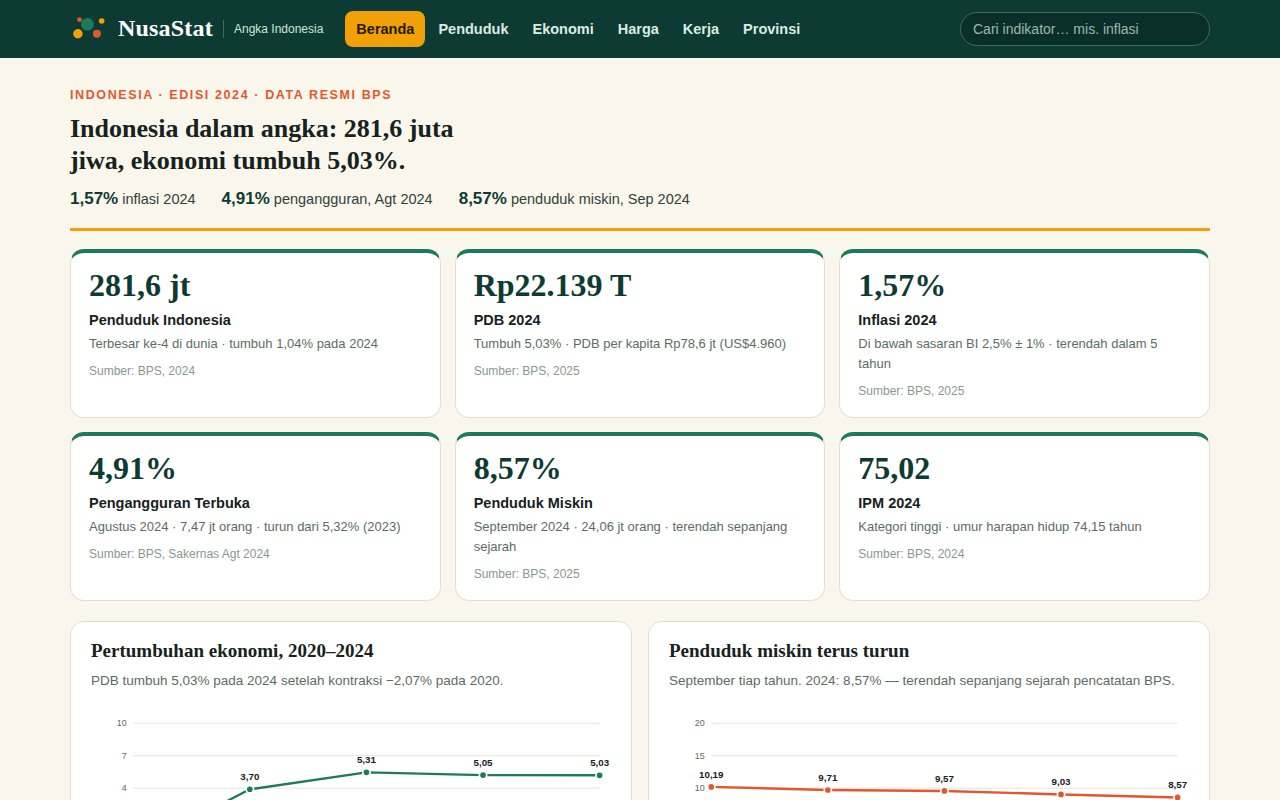 NusaStat
Angka Indonesia
Beranda
Penduduk
Ekonomi
Harga
Kerja
Provinsi
Cari indikator… mis. inflasi
INDONESIA · EDISI 2024 · DATA RESMI BPS
Indonesia dalam angka: 281,6 juta
jiwa, ekonomi tumbuh 5,03%.
1,57% inflasi 2024
4,91% pengangguran, Agt 2024
8,57% penduduk miskin, Sep 2024
281,6 jt
Penduduk Indonesia
Terbesar ke-4 di dunia · tumbuh 1,04% pada 2024
Sumber: BPS, 2024
Rp22.139 T
PDB 2024
Tumbuh 5,03% · PDB per kapita Rp78,6 jt (US$4.960)
Sumber: BPS, 2025
1,57%
Inflasi 2024
Di bawah sasaran BI 2,5% ± 1% · terendah dalam 5
tahun
Sumber: BPS, 2025
4,91%
Pengangguran Terbuka
Agustus 2024 · 7,47 jt orang · turun dari 5,32% (2023)
Sumber: BPS, Sakernas Agt 2024
8,57%
Penduduk Miskin
September 2024 · 24,06 jt orang · terendah sepanjang
sejarah
Sumber: BPS, 2025
75,02
IPM 2024
Kategori tinggi · umur harapan hidup 74,15 tahun
Sumber: BPS, 2024
Pertumbuhan ekonomi, 2020–2024
PDB tumbuh 5,03% pada 2024 setelah kontraksi −2,07% pada 2020.
10
7
4
3,70
5,31
5,05
5,03
Penduduk miskin terus turun
September tiap tahun. 2024: 8,57% — terendah sepanjang sejarah pencatatan BPS.
20
15
10
10,19
9,71
9,57
9,03
8,57